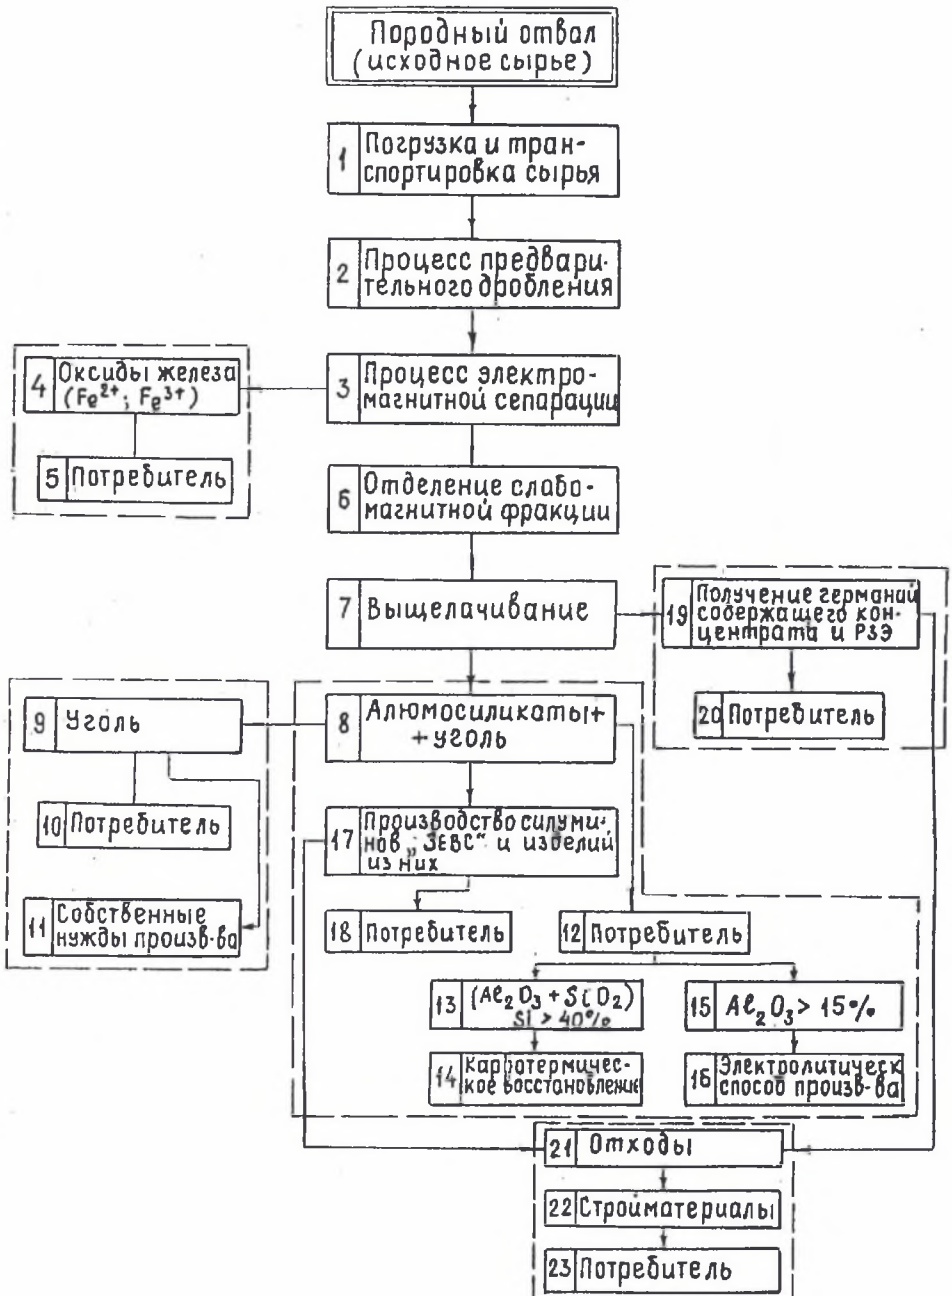 Породный отвал
(исходное сырье)
1 Погрузка и тран-
спортировка сырья
2 Процесс предвари-
тельного дробления
3 Процесс электро-
магнитной сепарации
4 Оксиды железа
(Fe²⁺; Fe³⁺)
5 Потребитель
6 Отделение слабо-
магнитной фракции
7 Выщелачивание
19 Получение германий
содержащего кон-
центрата и РЗЭ
20 Потребитель
8 Алюмосиликаты+
+уголь
9 Уголь
10 Потребитель
11 Собственные
нужды произв-ва
17 Производство силуми-
нов „ЗЕВС“ и изделий
из них
18 Потребитель
12 Потребитель
13 (Al₂O₃ + SiO₂)
Si > 40%
14 Карботермичес-
кое восстановление
15 Al₂O₃ > 15%
16 Электролитическ
способ произв-ва
21 Отходы
22 Стройматериалы
23 Потребитель